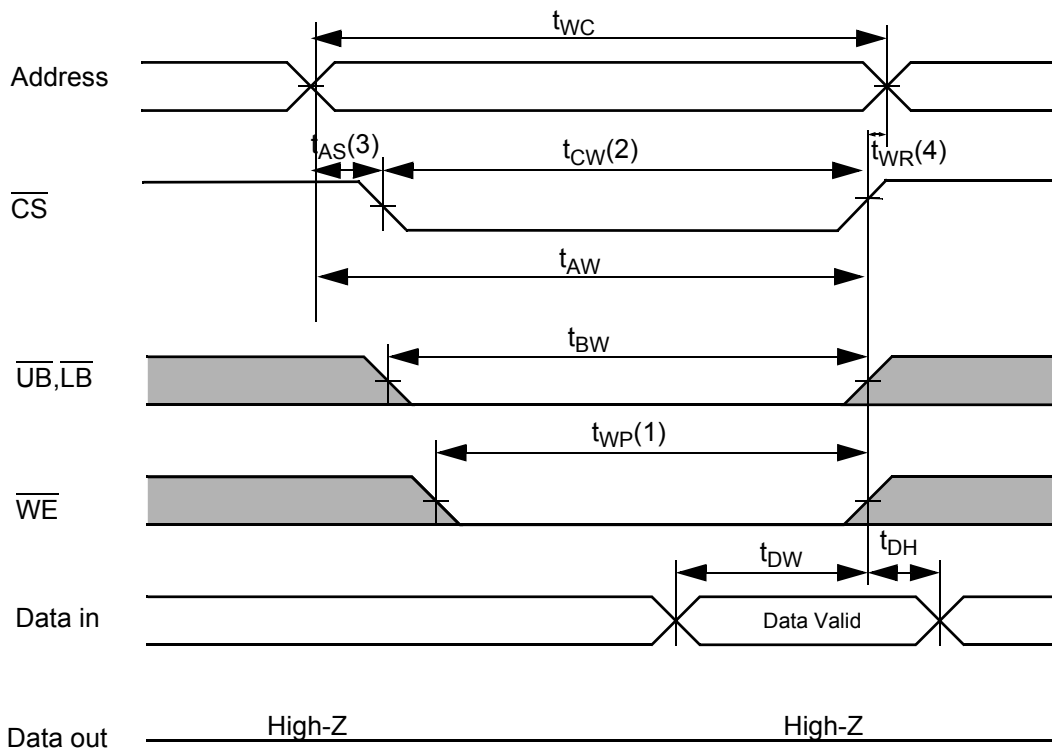 tWC
Address
tAS(3)
tCW(2)
tWR(4)
CS
tAW
tBW
UB,LB
tWP(1)
WE
tDW
tDH
Data in
Data Valid
High-Z
High-Z
Data out